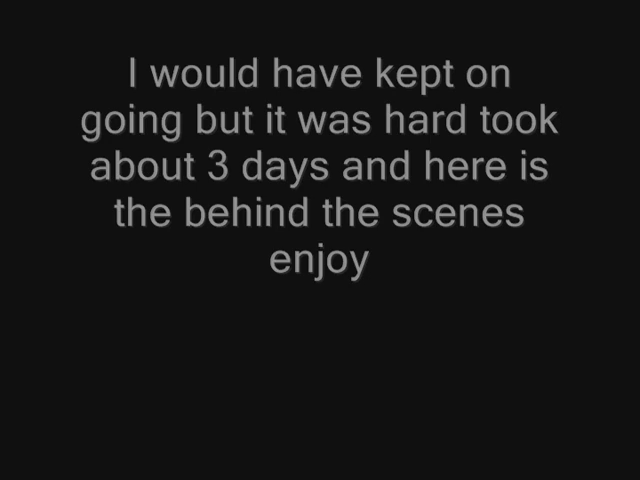 I would have kept on
going but it was hard took
about 3 days and here is
the behind the scenes
enjoy